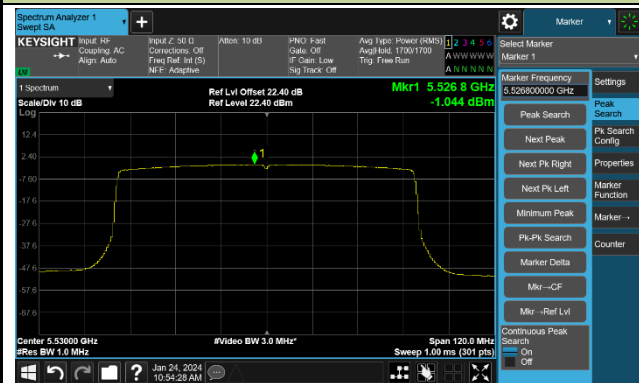 Spectrum Analyzer 1
Swept SA
Marker
KEYSIGHT
Input: RF
Coupling: AC
Align: Auto
Input Z: 50 Ω
Corrections: Off
Freq Ref: Int (S)
NFE: Adaptive
Atten: 10 dB
PNO: Fast
Gate: Off
IF Gain: Low
Sig Track: Off
Avg Type: Power (RMS)
Avg|Hold: 1700/1700
Trig: Free Run
1 2 3 4 5 6
A W W W W W
A N N N N N
LV
Select Marker
Marker 1
1 Spectrum
Scale/Div 10 dB
Log
Ref Lvl Offset 22.40 dB
Ref Level 22.40 dBm
Mkr1 5.526 8 GHz
-1.044 dBm
12.4
2.40
-7.60
-17.6
-27.6
-37.6
-47.6
-57.6
-67.6
1
Center 5.53000 GHz
#Res BW 1.0 MHz
#Video BW 3.0 MHz*
Span 120.0 MHz
Sweep 1.00 ms (301 pts)
Marker Frequency
5.526800000 GHz
Peak Search
Next Peak
Next Pk Right
Next Pk Left
Minimum Peak
Pk-Pk Search
Marker Delta
Mkr→CF
Mkr→Ref Lvl
Continuous Peak
Search
On
Off
Settings
Peak
Search
Pk Search
Config
Properties
Marker
Function
Marker→
Counter
Jan 24, 2024
10:54:28 AM